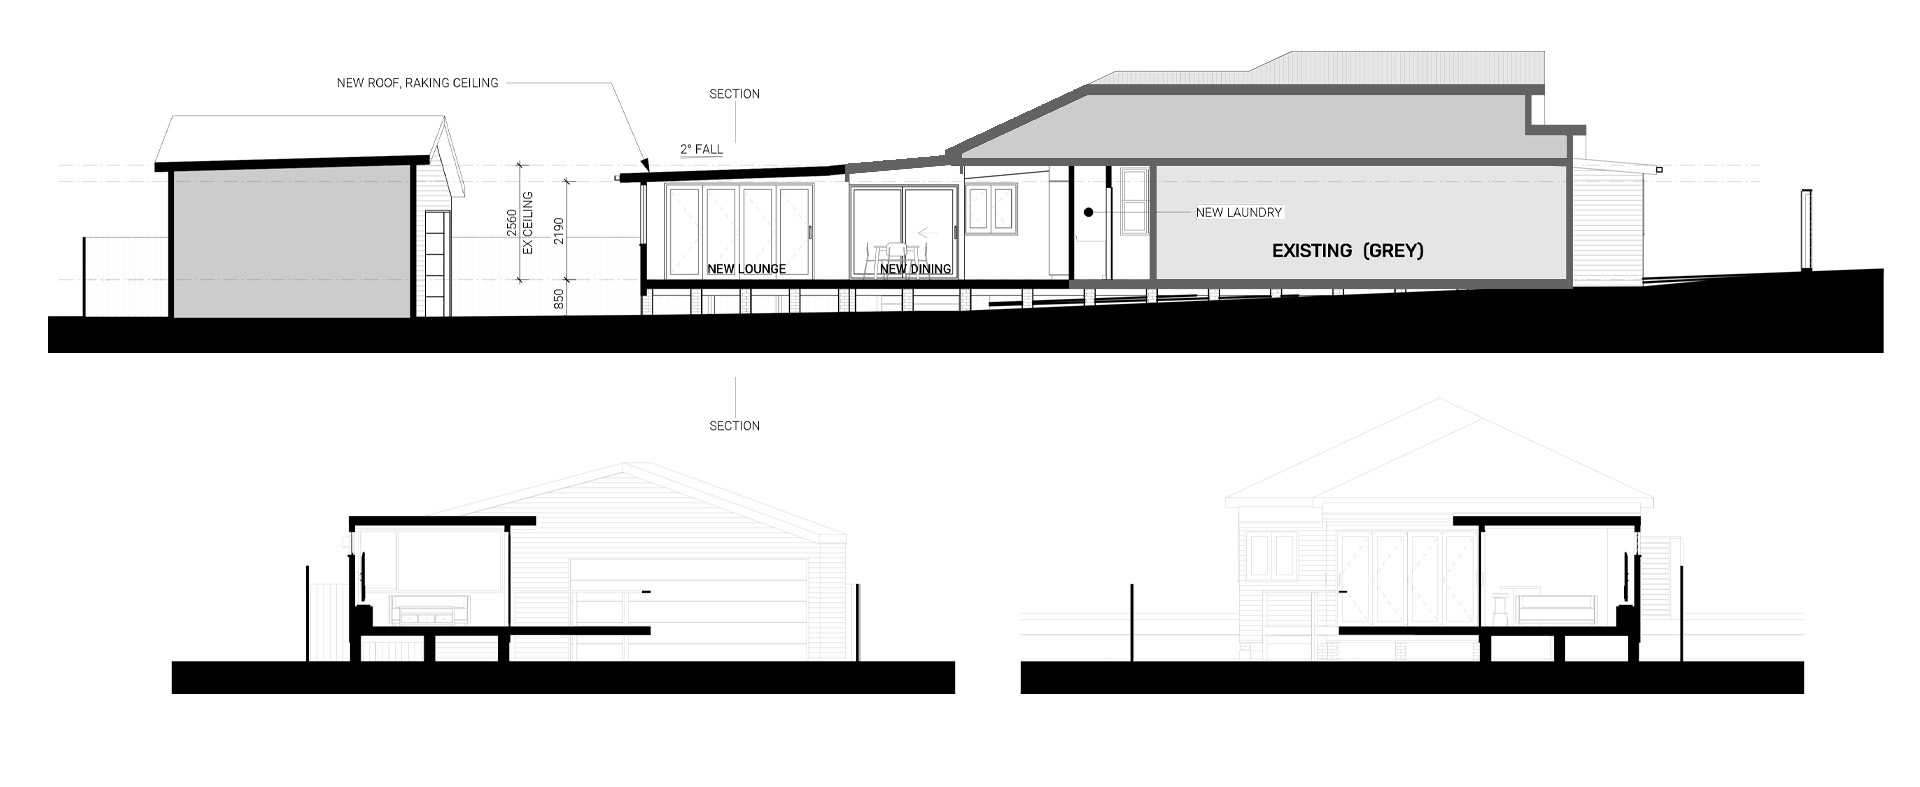 NEW ROOF, RAKING CEILING
SECTION
2° FALL
2560
EX CEILING
2190
850
NEW LOUNGE
NEW DINING
NEW LAUNDRY
EXISTING (GREY)
SECTION